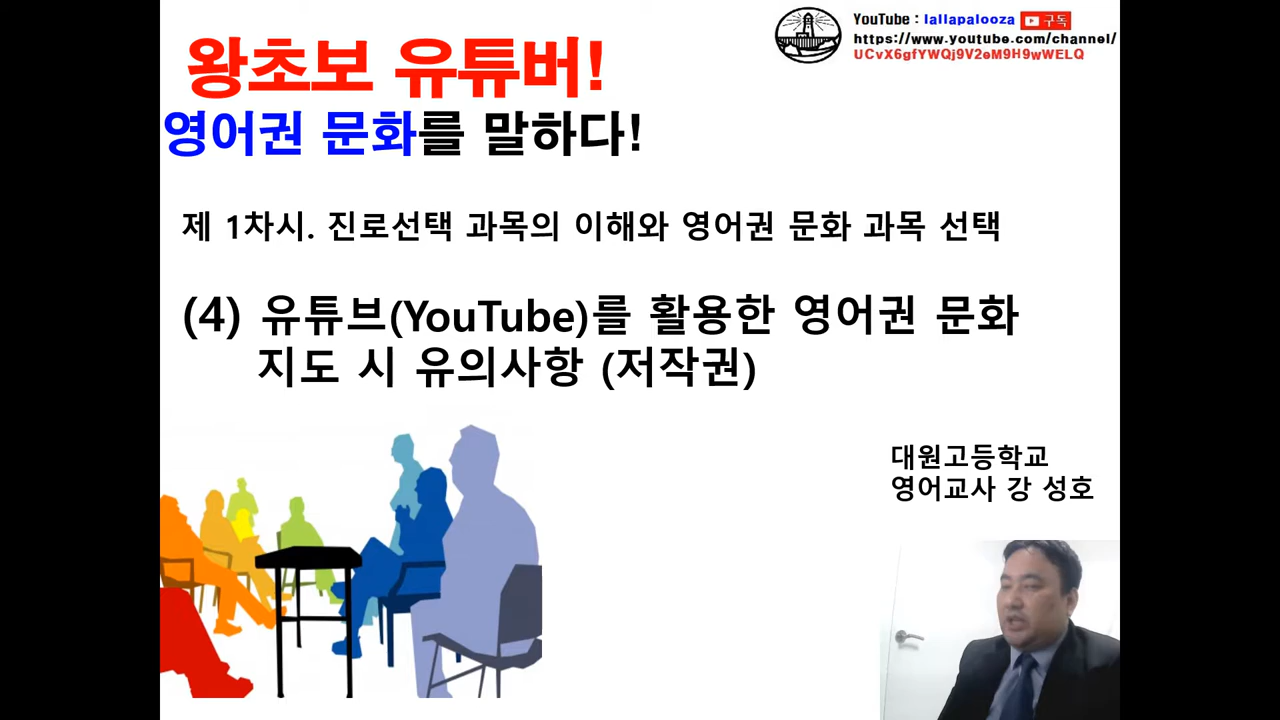 왕초보 유튜버!
영어권 문화를 말하다!
YouTube : lallapalooza 구독
https://www.youtube.com/channel/
UCvX6gfYWQj9V2eM9H9wWELQ
제 1차시. 진로선택 과목의 이해와 영어권 문화 과목 선택
(4) 유튜브(YouTube)를 활용한 영어권 문화
지도 시 유의사항 (저작권)
대원고등학교
영어교사 강 성호